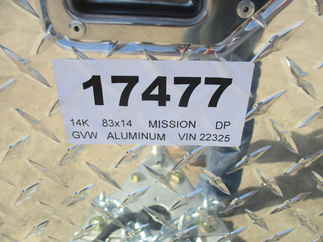 17477
14K 83x14 MISSION DP
GVW ALUMINUM VIN 22325